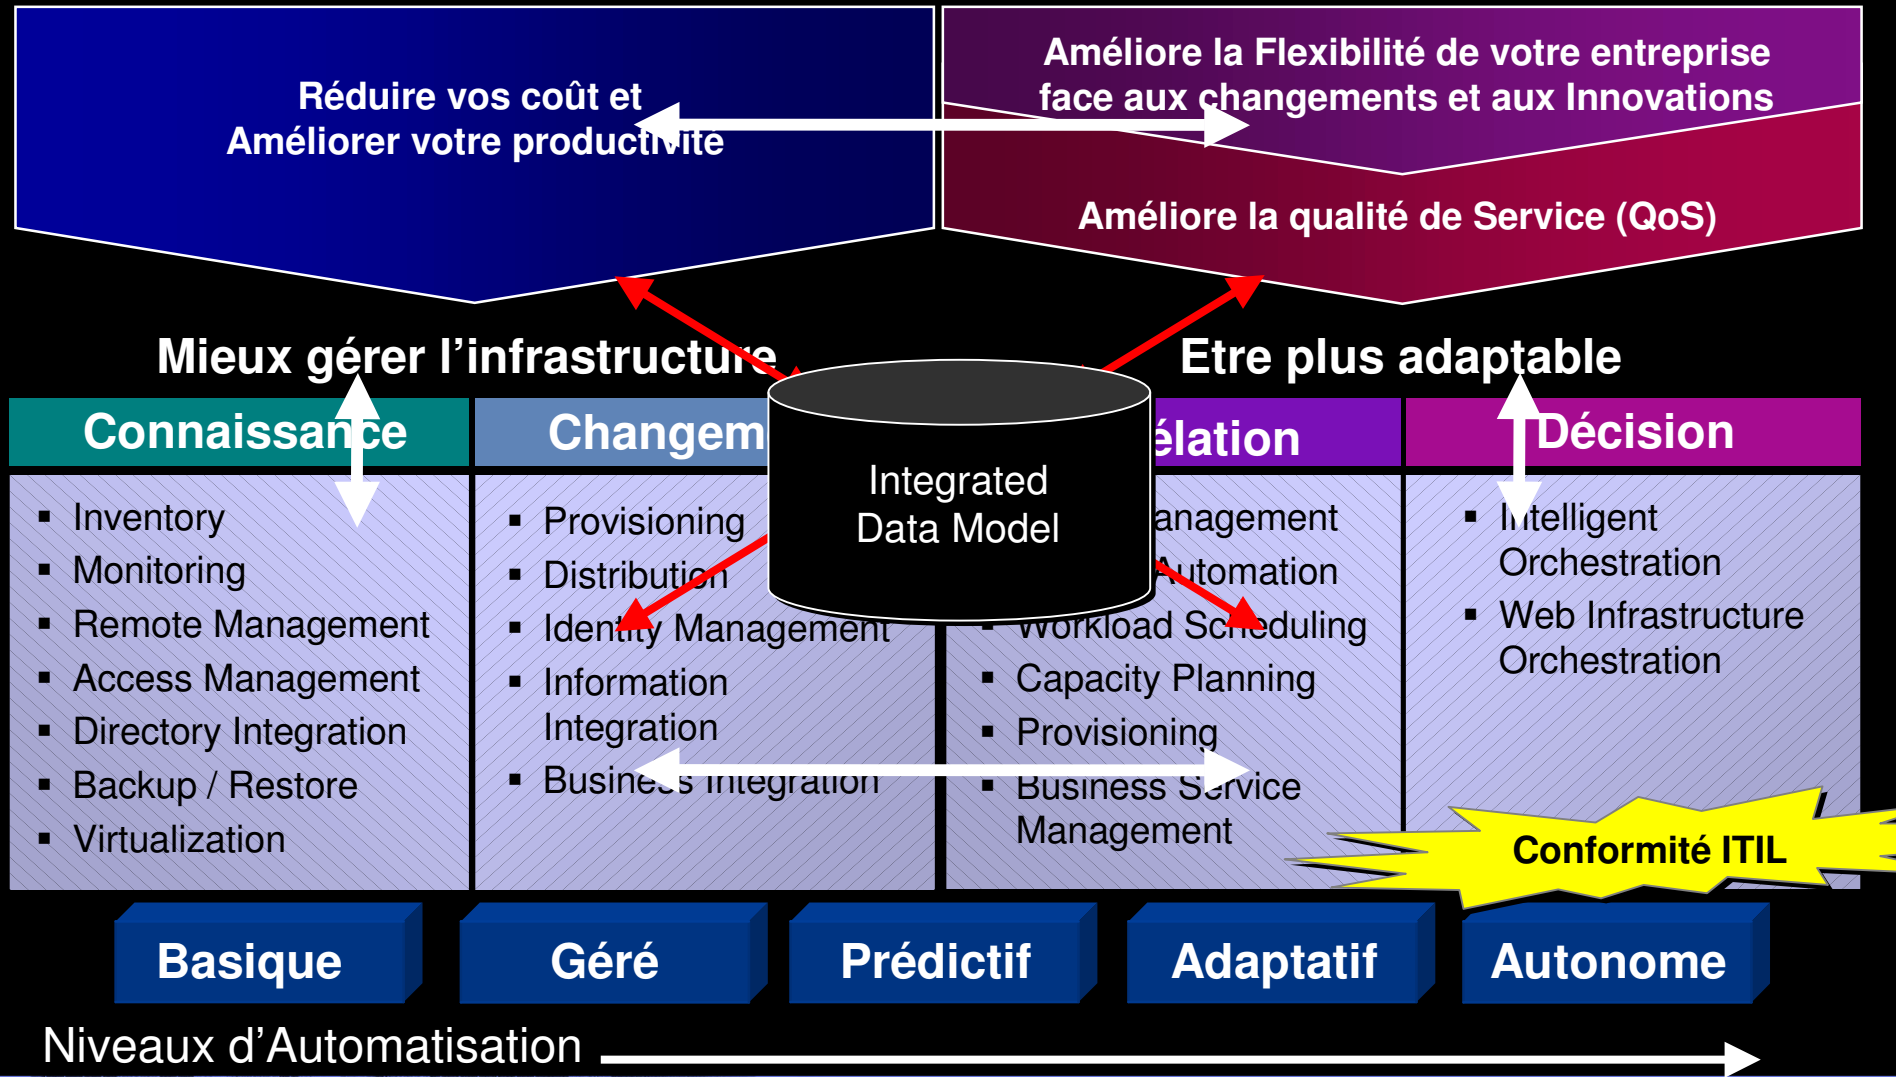 Réduire vos coût et
Améliorer votre productivité
Améliore la Flexibilité de votre entreprise
face aux changements et aux Innovations
Améliore la qualité de Service (QoS)
Mieux gérer l’infrastructure
Etre plus adaptable
Connaissance
Inventory
Monitoring
Remote Management
Access Management
Directory Integration
Backup / Restore
Virtualization
Provisioning
Distribution
Identity Management
Information
Integration
Business Integration
Integrated
Data Model
Automation
Workload Scheduling
Capacity Planning
Provisioning
Business Service
Management
Décision
Intelligent
Orchestration
Web Infrastructure
Orchestration
Conformité ITIL
Basique
Géré
Prédictif
Adaptatif
Autonome
Niveaux d’Automatisation